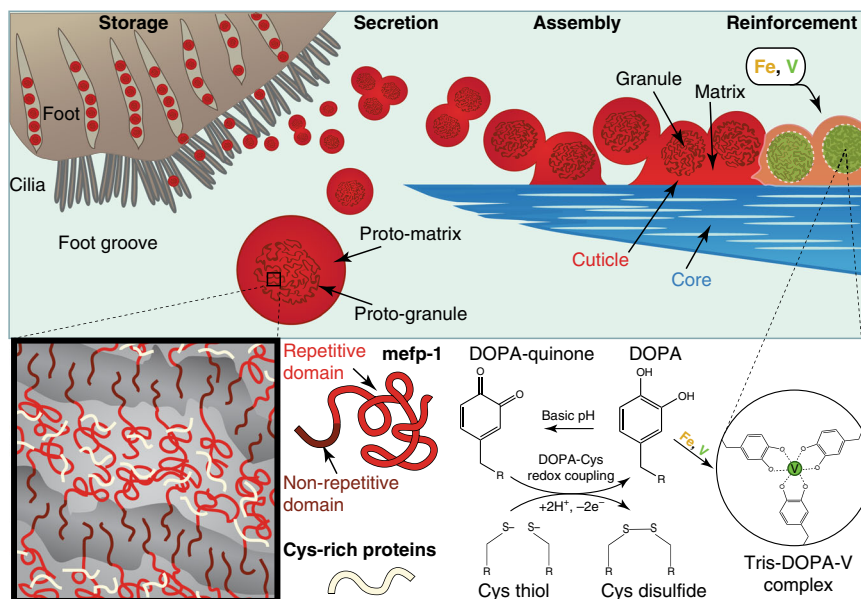 Storage
Secretion
Assembly
Reinforcement
Fe, V
Granule
Matrix
Foot
Cilia
Foot groove
Proto-matrix
Proto-granule
Cuticle
Core
Repetitive
domain
mefp-1
Non-repetitive
domain
Cys-rich proteins
DOPA-quinone
DOPA
O
O
OH
OH
Basic pH
R
R
DOPA-Cys
redox coupling
+2H⁺, –2e⁻
Fe, V
S–
S–
S
S
R
R
R
R
Cys thiol
Cys disulfide
O
O
O
O
V
O
O
Tris-DOPA-V
complex